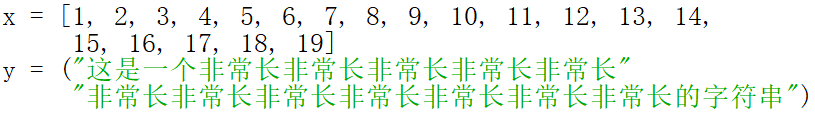 x = [1, 2, 3, 4, 5, 6, 7, 8, 9, 10, 11, 12, 13, 14,
15, 16, 17, 18, 19]
y = ("这是一个非常长非常长非常长非常长非常长"
"非常长非常长非常长非常长非常长非常长非常长的字符串")